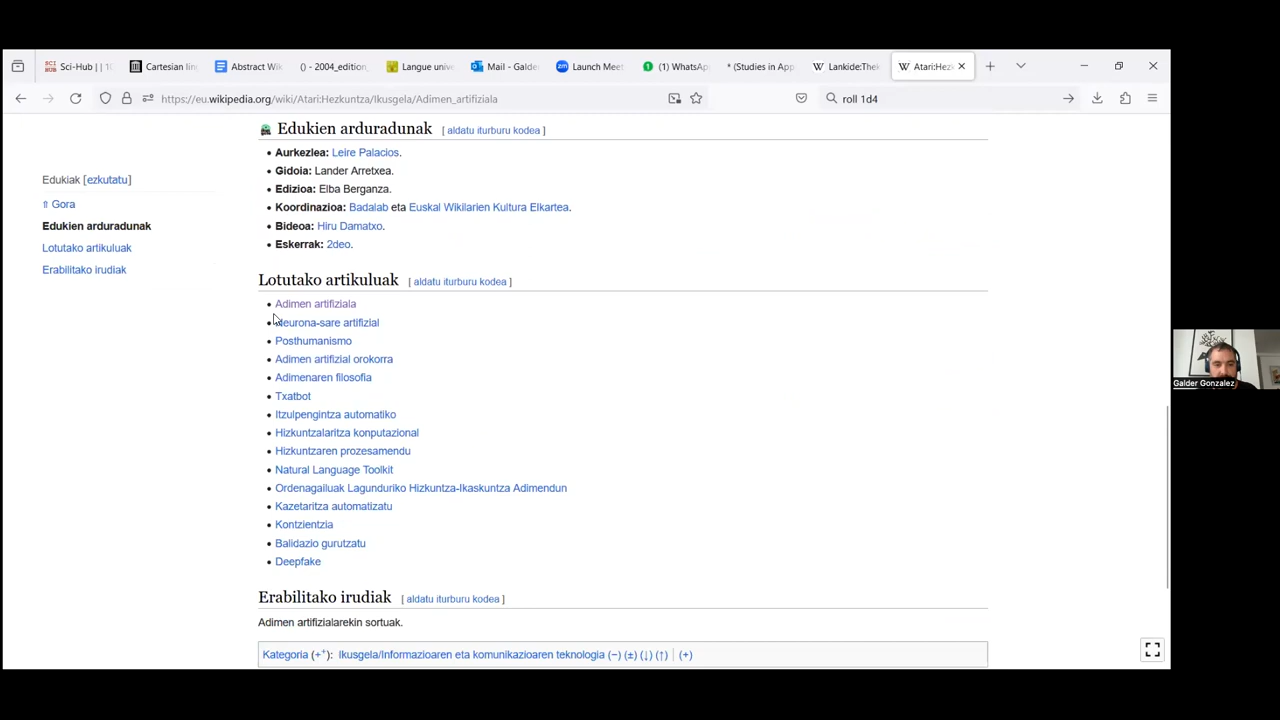 Sci-Hub | | 10
Cartesian lin
Abstract Wik
() - 2004_edition_
Langue unive
Mail - Galde
Launch Meet
(1) WhatsAp
* (Studies in App
Lankide:Thek
Atari:Hezk
https://eu.wikipedia.org/wiki/Atari:Hezkuntza/Ikusgela/Adimen_artifiziala
roll 1d4
Edukiak [ezkutatu]
⇑ Gora
Edukien arduradunak
Lotutako artikuluak
Erabilitako irudiak
Edukien arduradunak [ aldatu iturburu kodea ]
• Aurkezlea: Leire Palacios.
• Gidoia: Lander Arretxea.
• Edizioa: Elba Berganza.
• Koordinazioa: Badalab eta Euskal Wikilarien Kultura Elkartea.
• Bideoa: Hiru Damatxo.
• Eskerrak: 2deo.
Lotutako artikuluak [ aldatu iturburu kodea ]
• Adimen artifiziala
• Neurona-sare artifizial
• Posthumanismo
• Adimen artifizial orokorra
• Adimenaren filosofia
• Txatbot
• Itzulpengintza automatiko
• Hizkuntzalaritza konputazional
• Hizkuntzaren prozesamendu
• Natural Language Toolkit
• Ordenagailuak Lagunduriko Hizkuntza-Ikaskuntza Adimendun
• Kazetaritza automatizatu
• Kontzientzia
• Balidazio gurutzatu
• Deepfake
Erabilitako irudiak [ aldatu iturburu kodea ]
Adimen artifizialarekin sortuak.
Kategoria (+⁺): Ikusgela/Informazioaren eta komunikazioaren teknologia (−) (±) (↓) (↑) | (+)
Galder Gonzalez